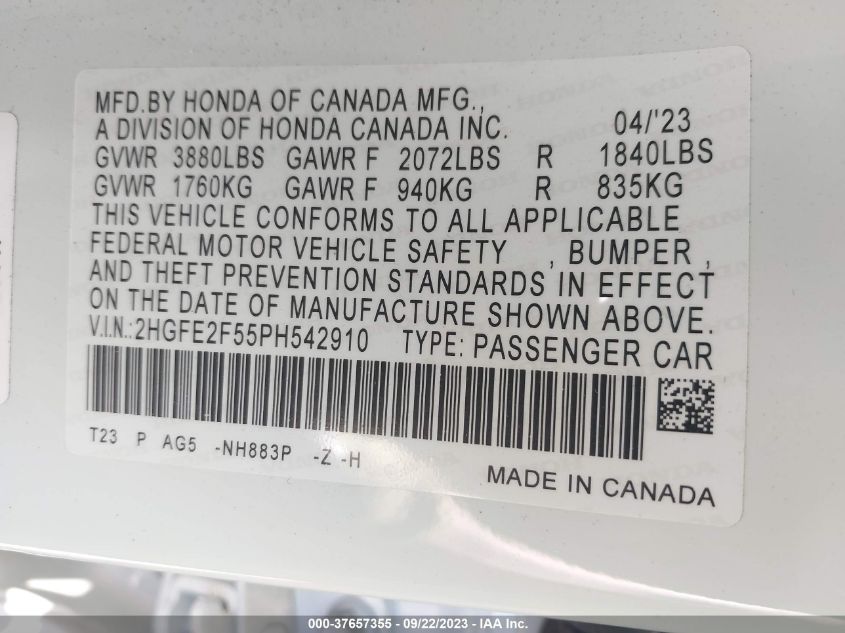 MFD.BY HONDA OF CANADA MFG.,
A DIVISION OF HONDA CANADA INC. 04/'23
GVWR 3880LBS GAWR F 2072LBS R 1840LBS
GVWR 1760KG GAWR F 940KG R 835KG
THIS VEHICLE CONFORMS TO ALL APPLICABLE
FEDERAL MOTOR VEHICLE SAFETY , BUMPER ,
AND THEFT PREVENTION STANDARDS IN EFFECT
ON THE DATE OF MANUFACTURE SHOWN ABOVE.
V.I.N.:2HGFE2F55PH542910 TYPE: PASSENGER CAR
T23 P AG5 -NH883P -Z -H
MADE IN CANADA
000-37657355 - 09/22/2023 - IAA Inc.